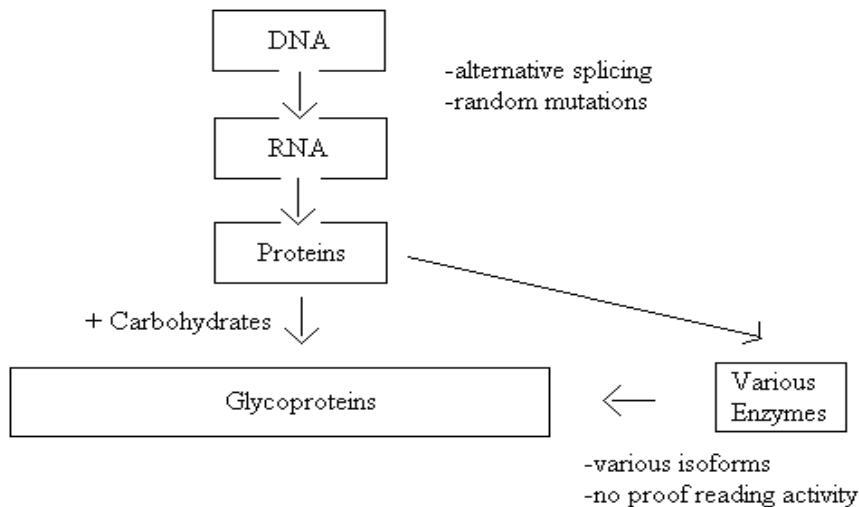 DNA
-alternative splicing
-random mutations
RNA
Proteins
+ Carbohydrates
Glycoproteins
Various
Enzymes
-various isoforms
-no proof reading activity